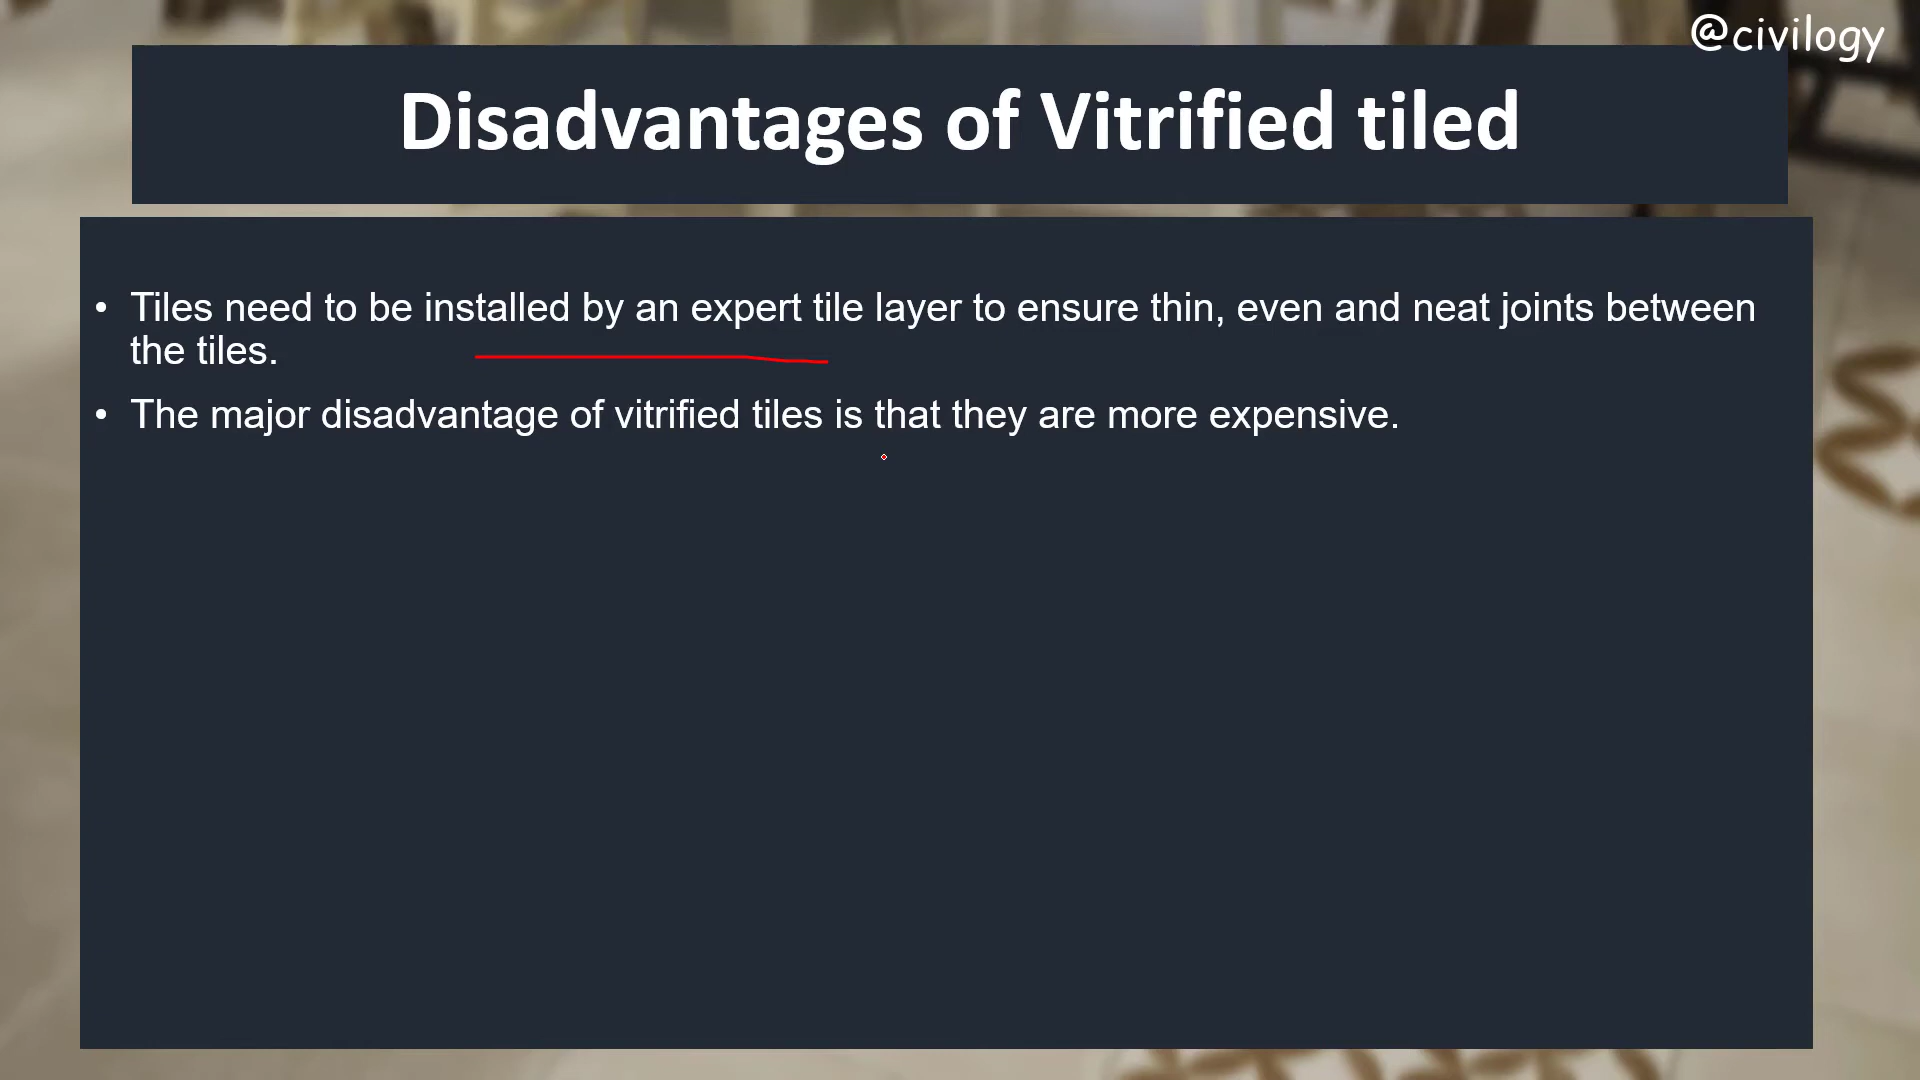 @civilogy
Disadvantages of Vitrified tiled
• Tiles need to be installed by an expert tile layer to ensure thin, even and neat joints between
the tiles.
• The major disadvantage of vitrified tiles is that they are more expensive.